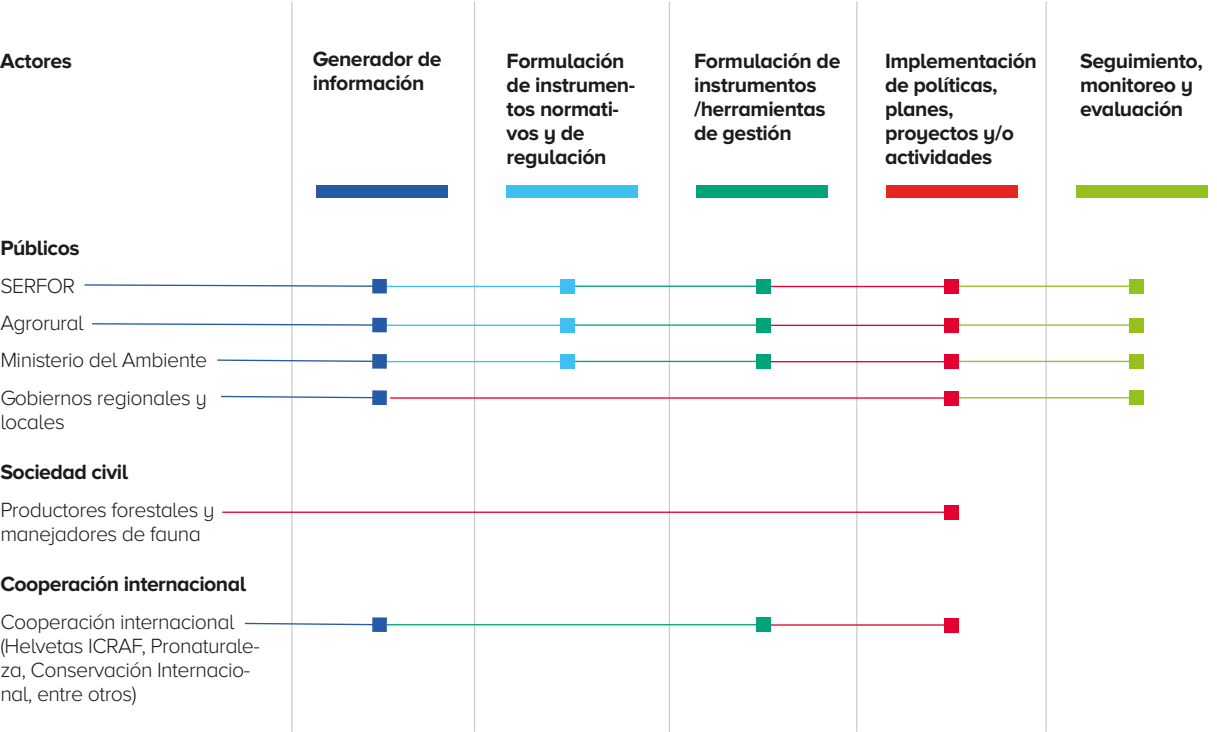 Actores
Generador de
información
Formulación
de instrumen-
tos normati-
vos y de
regulación
Formulación de
instrumentos
/herramientas
de gestión
Implementación
de políticas,
planes,
proyectos y/o
actividades
Seguimiento,
monitoreo y
evaluación
Públicos
SERFOR
Agrorural
Ministerio del Ambiente
Gobiernos regionales y
locales
Sociedad civil
Productores forestales y
manejadores de fauna
Cooperación internacional
Cooperación internacional
(Helvetas ICRAF, Pronaturale-
za, Conservación Internacio-
nal, entre otros)